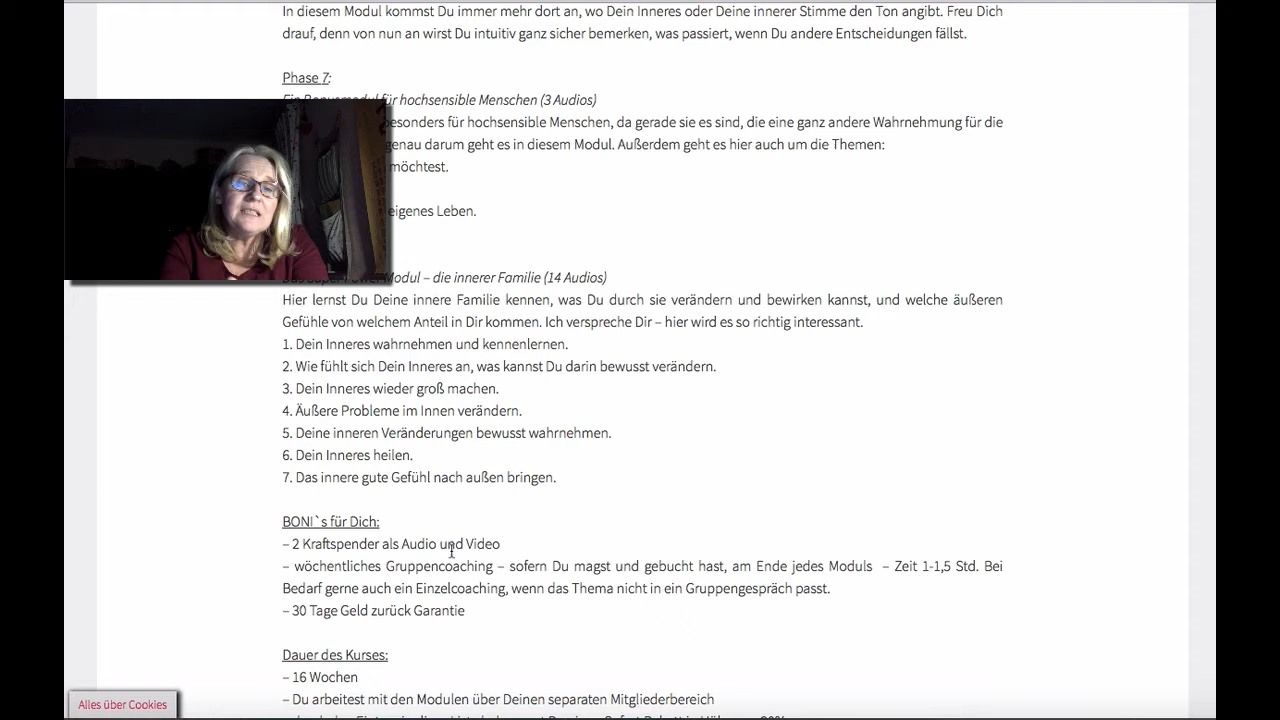 In diesem Modul kommst Du immer mehr dort an, wo Dein Inneres oder Deine innerer Stimme den Ton angibt. Freu Dich
drauf, denn von nun an wirst Du intuitiv ganz sicher bemerken, was passiert, wenn Du andere Entscheidungen fällst.
Phase 7:
für hochsensible Menschen (3 Audios)
besonders für hochsensible Menschen, da gerade sie es sind, die eine ganz andere Wahrnehmung für die
genau darum geht es in diesem Modul. Außerdem geht es hier auch um die Themen:
möchtest.
eigenes Leben.
Modul – die innerer Familie (14 Audios)
Hier lernst Du Deine innere Familie kennen, was Du durch sie verändern und bewirken kannst, und welche äußeren
Gefühle von welchem Anteil in Dir kommen. Ich verspreche Dir – hier wird es so richtig interessant.
1. Dein Inneres wahrnehmen und kennenlernen.
2. Wie fühlt sich Dein Inneres an, was kannst Du darin bewusst verändern.
3. Dein Inneres wieder groß machen.
4. Äußere Probleme im Innen verändern.
5. Deine inneren Veränderungen bewusst wahrnehmen.
6. Dein Inneres heilen.
7. Das innere gute Gefühl nach außen bringen.
BONI`s für Dich:
– 2 Kraftspender als Audio und Video
– wöchentliches Gruppencoaching – sofern Du magst und gebucht hast, am Ende jedes Moduls – Zeit 1-1,5 Std. Bei
Bedarf gerne auch ein Einzelcoaching, wenn das Thema nicht in ein Gruppengespräch passt.
– 30 Tage Geld zurück Garantie
Dauer des Kurses:
– 16 Wochen
– Du arbeitest mit den Modulen über Deinen separaten Mitgliederbereich
Alles über Cookies